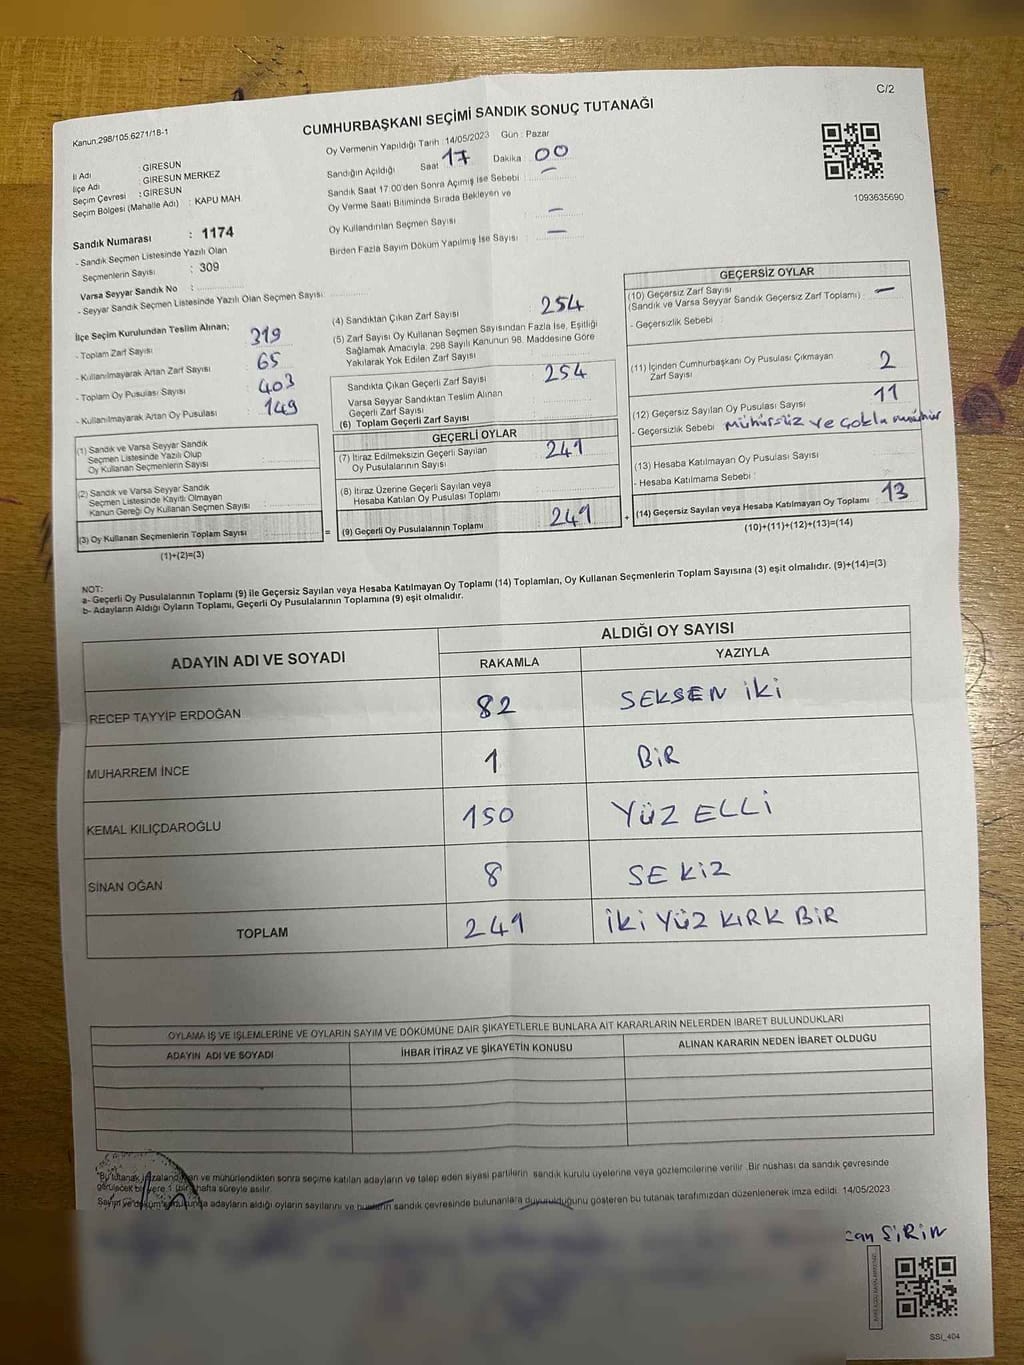 C/2
Kanun.298/105.6271/18-1
CUMHURBAŞKANI SEÇİMİ SANDIK SONUÇ TUTANAĞI
Oy Vermenin Yapıldığı Tarih :14/05/2023 Gün : Pazar
Sandığın Açıldığı Saat 17 Dakika 00
Sandık Saat 17:00'den Sonra Açımış İse Sebebi : —
Oy Verme Saati Bitiminde Sırada Bekleyen ve
Oy Kullandırılan Seçmen Sayısı —
Birden Fazla Sayım Döküm Yapılmış İse Sayısı : —
1093635690
İl Adı : GİRESUN
İlçe Adı : GİRESUN MERKEZ
Seçim Çevresi : GİRESUN
Seçim Bölgesi (Mahalle Adı) : KAPU MAH
Sandık Numarası : 1174
- Sandık Seçmen Listesinde Yazılı Olan
Seçmenlerin Sayısı : 309
Varsa Seyyar Sandık No :
- Seyyar Sandık Seçmen Listesinde Yazılı Olan Seçmen Sayısı:
İlçe Seçim Kurulundan Teslim Alınan;
- Toplam Zarf Sayısı 319
- Kullanılmayarak Artan Zarf Sayısı 65
- Toplam Oy Pusulası Sayısı 403
- Kullanılmayarak Artan Oy Pusulası 149
(1) Sandık ve Varsa Seyyar Sandık
Seçmen Listesinde Yazılı Olup
Oy Kullanan Seçmenlerin Sayısı
(2) Sandık ve Varsa Seyyar Sandık
Seçmen Listesinde Kayıtlı Olmayan
Kanun Gereği Oy Kullanan Seçmen Sayısı :
(3) Oy Kullanan Seçmenlerin Toplam Sayısı
(1)+(2)=(3)
(4) Sandıktan Çıkan Zarf Sayısı 254
(5) Zarf Sayısı Oy Kullanan Seçmen Sayısından Fazla İse, Eşitliği
Sağlamak Amacıyla, 298 Sayılı Kanunun 98. Maddesine Göre
Yakılarak Yok Edilen Zarf Sayısı
Sandıkta Çıkan Geçerli Zarf Sayısı 254
Varsa Seyyar Sandıktan Teslim Alınan
Geçerli Zarf Sayısı
(6) Toplam Geçerli Zarf Sayısı
GEÇERLİ OYLAR
(7) İtiraz Edilmeksizin Geçerli Sayılan
Oy Pusulalarının Sayısı 241
(8) İtiraz Üzerine Geçerli Sayılan veya
Hesaba Katılan Oy Pusulası Toplamı
= (9) Geçerli Oy Pusulalarının Toplamı 241 +
GEÇERSİZ OYLAR
(10) Geçersiz Zarf Sayısı —
(Sandık ve Varsa Seyyar Sandık Geçersiz Zarf Toplamı)
- Geçersizlik Sebebi
(11) İçinden Cumhurbaşkanı Oy Pusulası Çıkmayan
Zarf Sayısı 2
(12) Geçersiz Sayılan Oy Pusulası Sayısı 11
- Geçersizlik Sebebi Mühürsüz ve Çoklu mühür
(13) Hesaba Katılmayan Oy Pusulası Sayısı
- Hesaba Katılmama Sebebi
(14) Geçersiz Sayılan veya Hesaba Katılmayan Oy Toplamı 13
(10)+(11)+(12)+(13)=(14)
NOT:
a- Geçerli Oy Pusulalarının Toplamı (9) ile Geçersiz Sayılan veya Hesaba Katılmayan Oy Toplamı (14) Toplamları, Oy Kullanan Seçmenlerin Toplam Sayısına (3) eşit olmalıdır. (9)+(14)=(3)
b- Adayların Aldığı Oyların Toplamı, Geçerli Oy Pusulalarının Toplamına (9) eşit olmalıdır.
ADAYIN ADI VE SOYADI
ALDIĞI OY SAYISI
RAKAMLA YAZIYLA
RECEP TAYYİP ERDOĞAN 82 SEKSEN İKİ
MUHARREM İNCE 1 BİR
KEMAL KILIÇDAROĞLU 150 YÜZ ELLİ
SİNAN OĞAN 8 SEKİZ
TOPLAM 241 İKİ YÜZ KIRK BİR
OYLAMA İŞ VE İŞLEMLERİNE VE OYLARIN SAYIM VE DÖKÜMÜNE DAİR ŞİKAYETLERLE BUNLARA AİT KARARLARIN NELERDEN İBARET BULUNDUKLARI
ADAYIN ADI VE SOYADI İHBAR İTİRAZ VE ŞİKAYETİN KONUSU ALINAN KARARIN NEDEN İBARET OLDUĞU
Bu tutanak ve mühürlendikten sonra seçime katılan adayların ve talep eden siyasi partilerin sandık kurulu üyelerine veya gözlemcilerine verilir. Bir nüshası da sandık çevresinde
hafta süreyle asılır.
adayların aldığı oyların sayılarını ve sandık çevresinde bulunanlara duyurulduğunu gösteren bu tutanak tarafımızdan düzenlenerek imza edildi. 14/05/2023
can ŞİRİN
SSİ_404